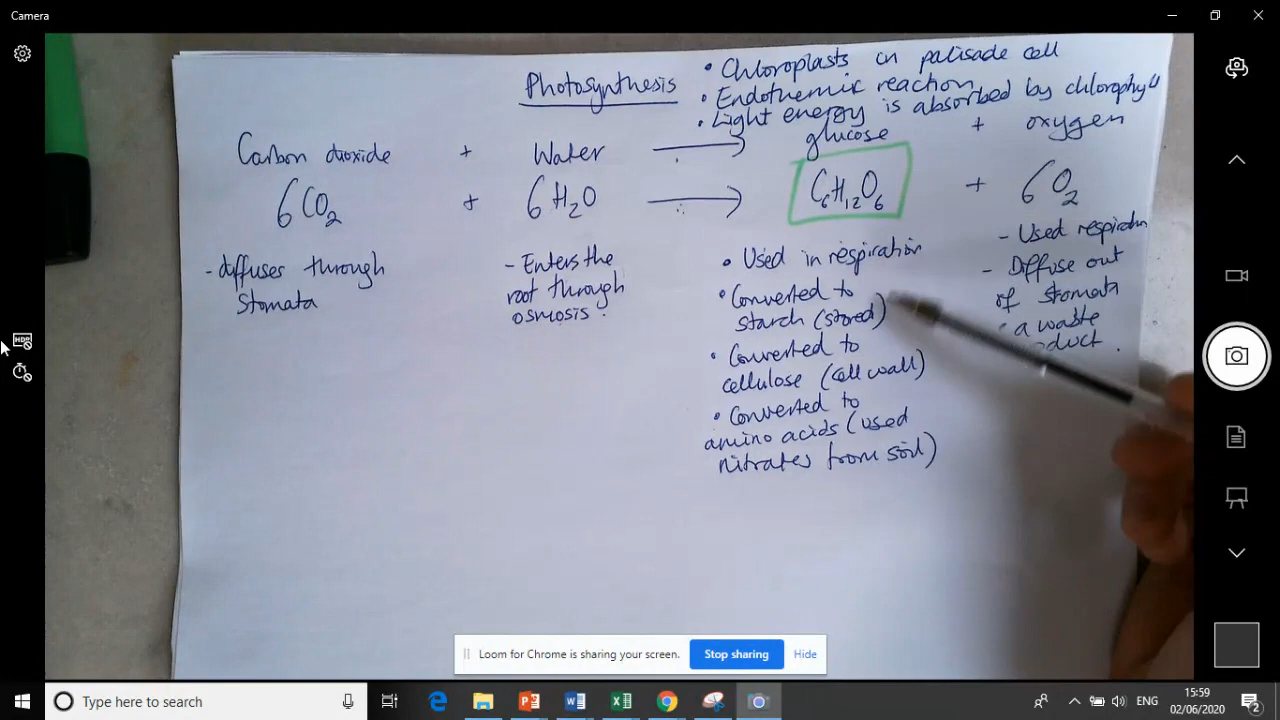 Camera
Photosynthesis
• Chloroplasts in palisade cell
• Endothermic reaction
• Light energy is absorbed by chlorophyll
Carbon dioxide + Water → glucose + oxygen
6CO₂ + 6H₂O → C₆H₁₂O₆ + 6O₂
- diffuses through
Stomata
- Enters the
root through
osmosis.
• Used in respiration
• Converted to
starch (stored)
• Converted to
cellulose (cell wall)
• Converted to
amino acids (used
nitrates from soil)
- Used respiration
- Diffuse out
of stomata
• a waste
Loom for Chrome is sharing your screen. Stop sharing Hide
Type here to search
ENG
15:59
02/06/2020
2